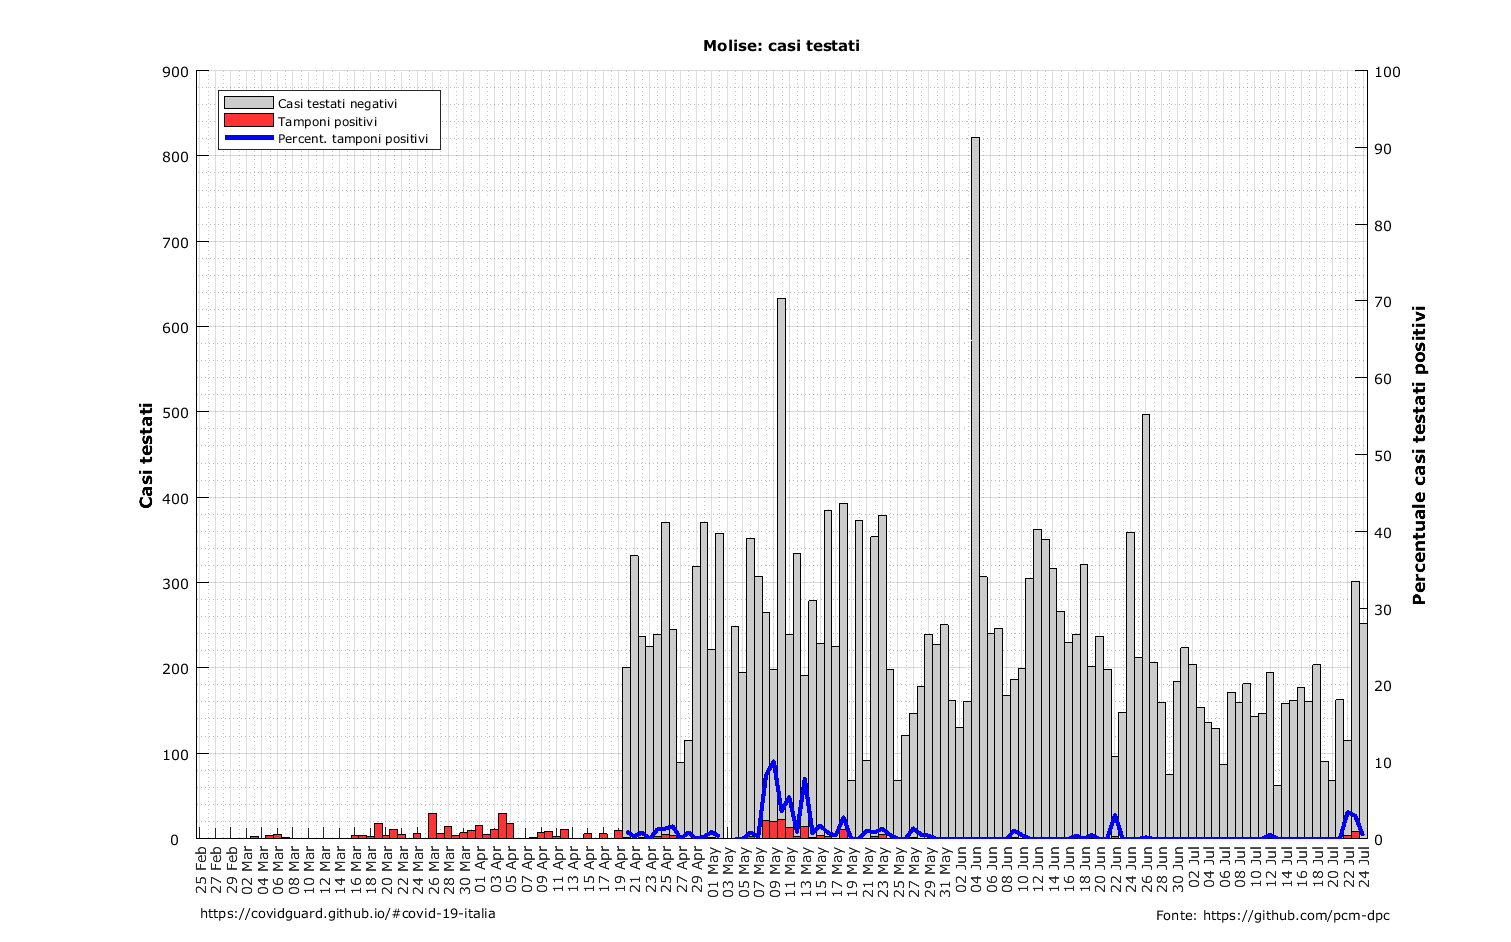 Molise: casi testati
Casi testati negativi
Tamponi positivi
Percent. tamponi positivi
Casi testati
900
800
700
600
500
400
300
200
100
0
100
90
80
70
60
50
40
30
20
10
0
Percentuale casi testati positivi
25 Feb
27 Feb
29 Feb
02 Mar
04 Mar
06 Mar
08 Mar
10 Mar
12 Mar
14 Mar
16 Mar
18 Mar
20 Mar
22 Mar
24 Mar
26 Mar
28 Mar
30 Mar
01 Apr
03 Apr
05 Apr
07 Apr
09 Apr
11 Apr
13 Apr
15 Apr
17 Apr
19 Apr
21 Apr
23 Apr
25 Apr
27 Apr
29 Apr
01 May
03 May
05 May
07 May
09 May
11 May
13 May
15 May
17 May
19 May
21 May
23 May
25 May
27 May
29 May
31 May
02 Jun
04 Jun
06 Jun
08 Jun
10 Jun
12 Jun
14 Jun
16 Jun
18 Jun
20 Jun
22 Jun
24 Jun
26 Jun
28 Jun
30 Jun
02 Jul
04 Jul
06 Jul
08 Jul
10 Jul
12 Jul
14 Jul
16 Jul
18 Jul
20 Jul
22 Jul
24 Jul
https://covidguard.github.io/#covid-19-italia
Fonte: https://github.com/pcm-dpc